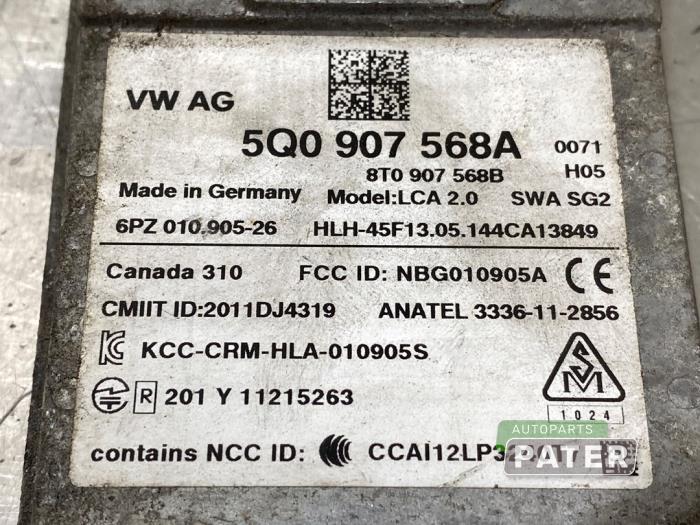 VW AG
5Q0 907 568A 0071
8T0 907 568B H05
Made in Germany Model:LCA 2.0 SWA SG2
6PZ 010.905-26 HLH-45F13.05.144CA13849
Canada 310 FCC ID: NBG010905A CE
CMIIT ID:2011DJ4319 ANATEL 3336-11-2856
KCC-CRM-HLA-010905S
R 201 Y 11215263
S M
1024
contains NCC ID:
AUTOPARTS
PATER